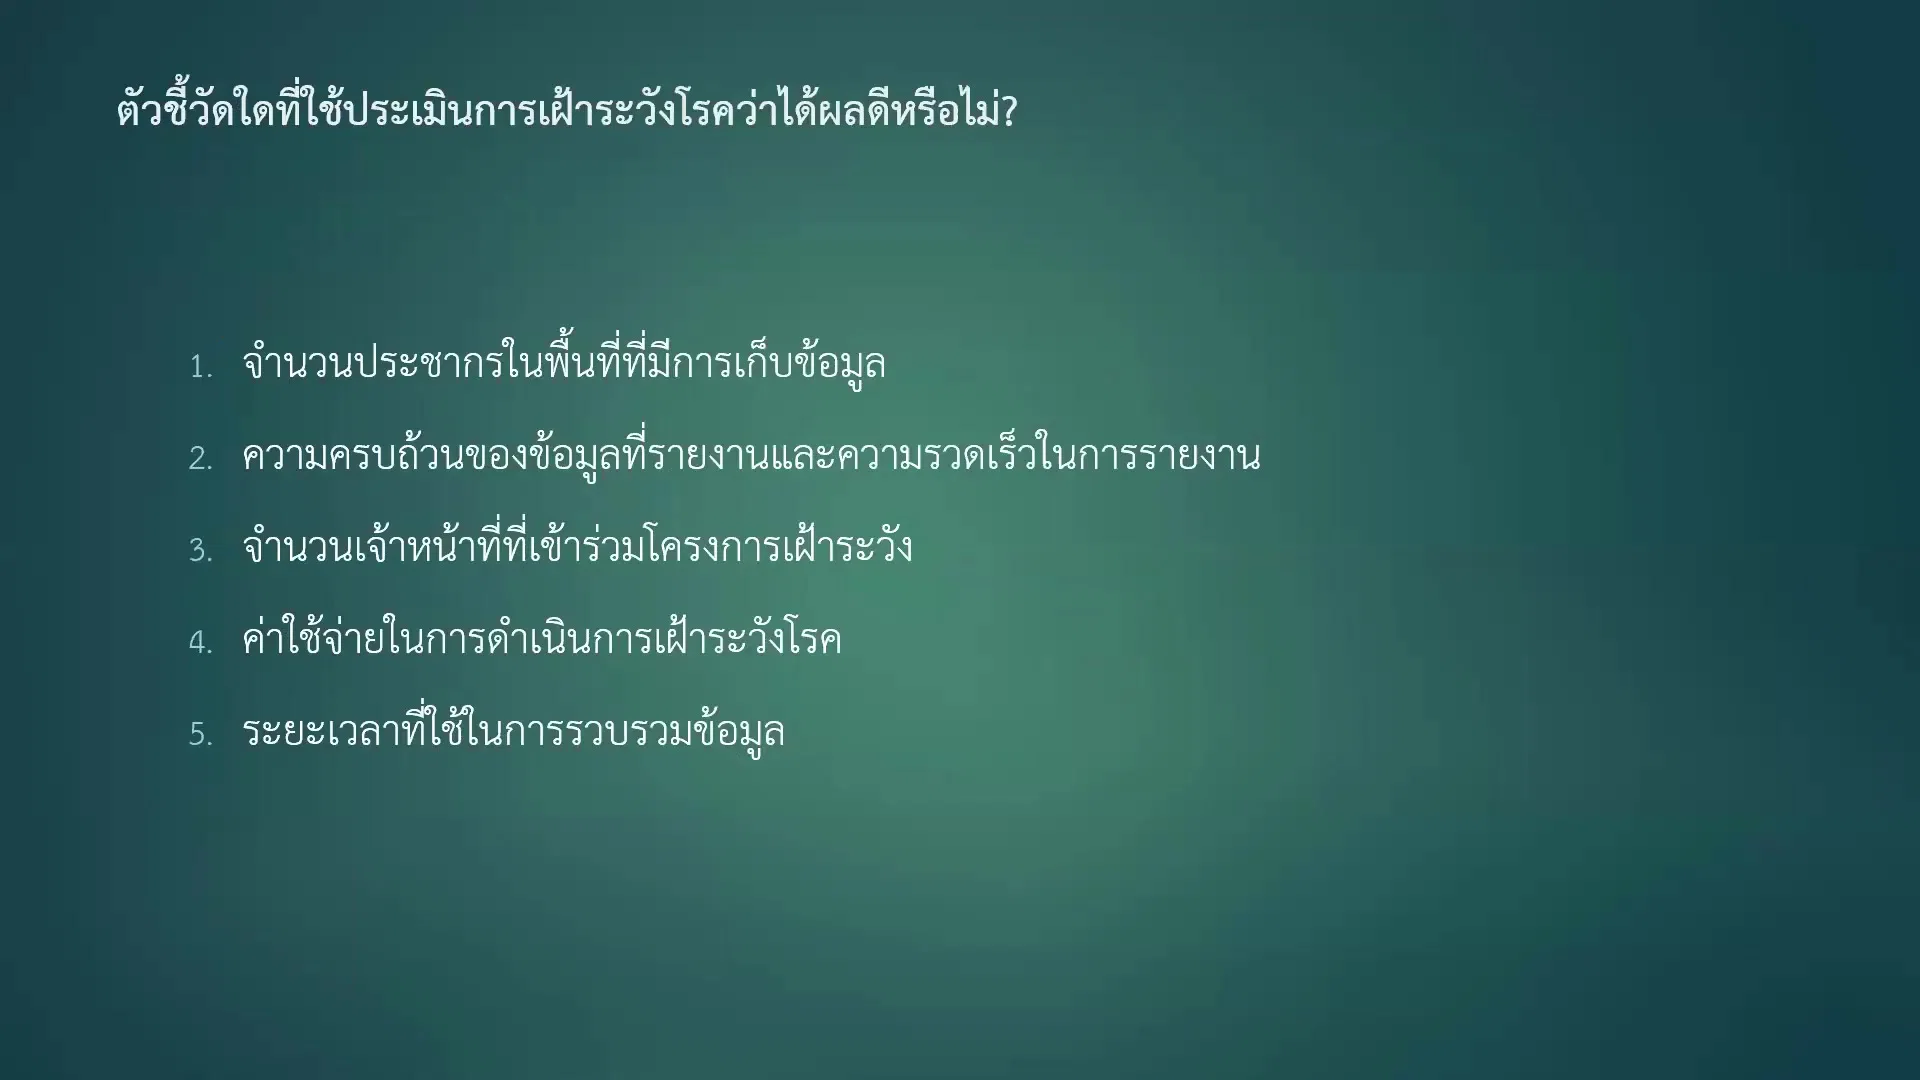 ตัวชี้วัดใดที่ใช้ประเมินการเฝ้าระวังโรคว่าได้ผลดีหรือไม่?
1. จำนวนประชากรในพื้นที่ที่มีการเก็บข้อมูล
2. ความครบถ้วนของข้อมูลที่รายงานและความรวดเร็วในการรายงาน
3. จำนวนเจ้าหน้าที่ที่เข้าร่วมโครงการเฝ้าระวัง
4. ค่าใช้จ่ายในการดำเนินการเฝ้าระวังโรค
5. ระยะเวลาที่ใช้ในการรวบรวมข้อมูล